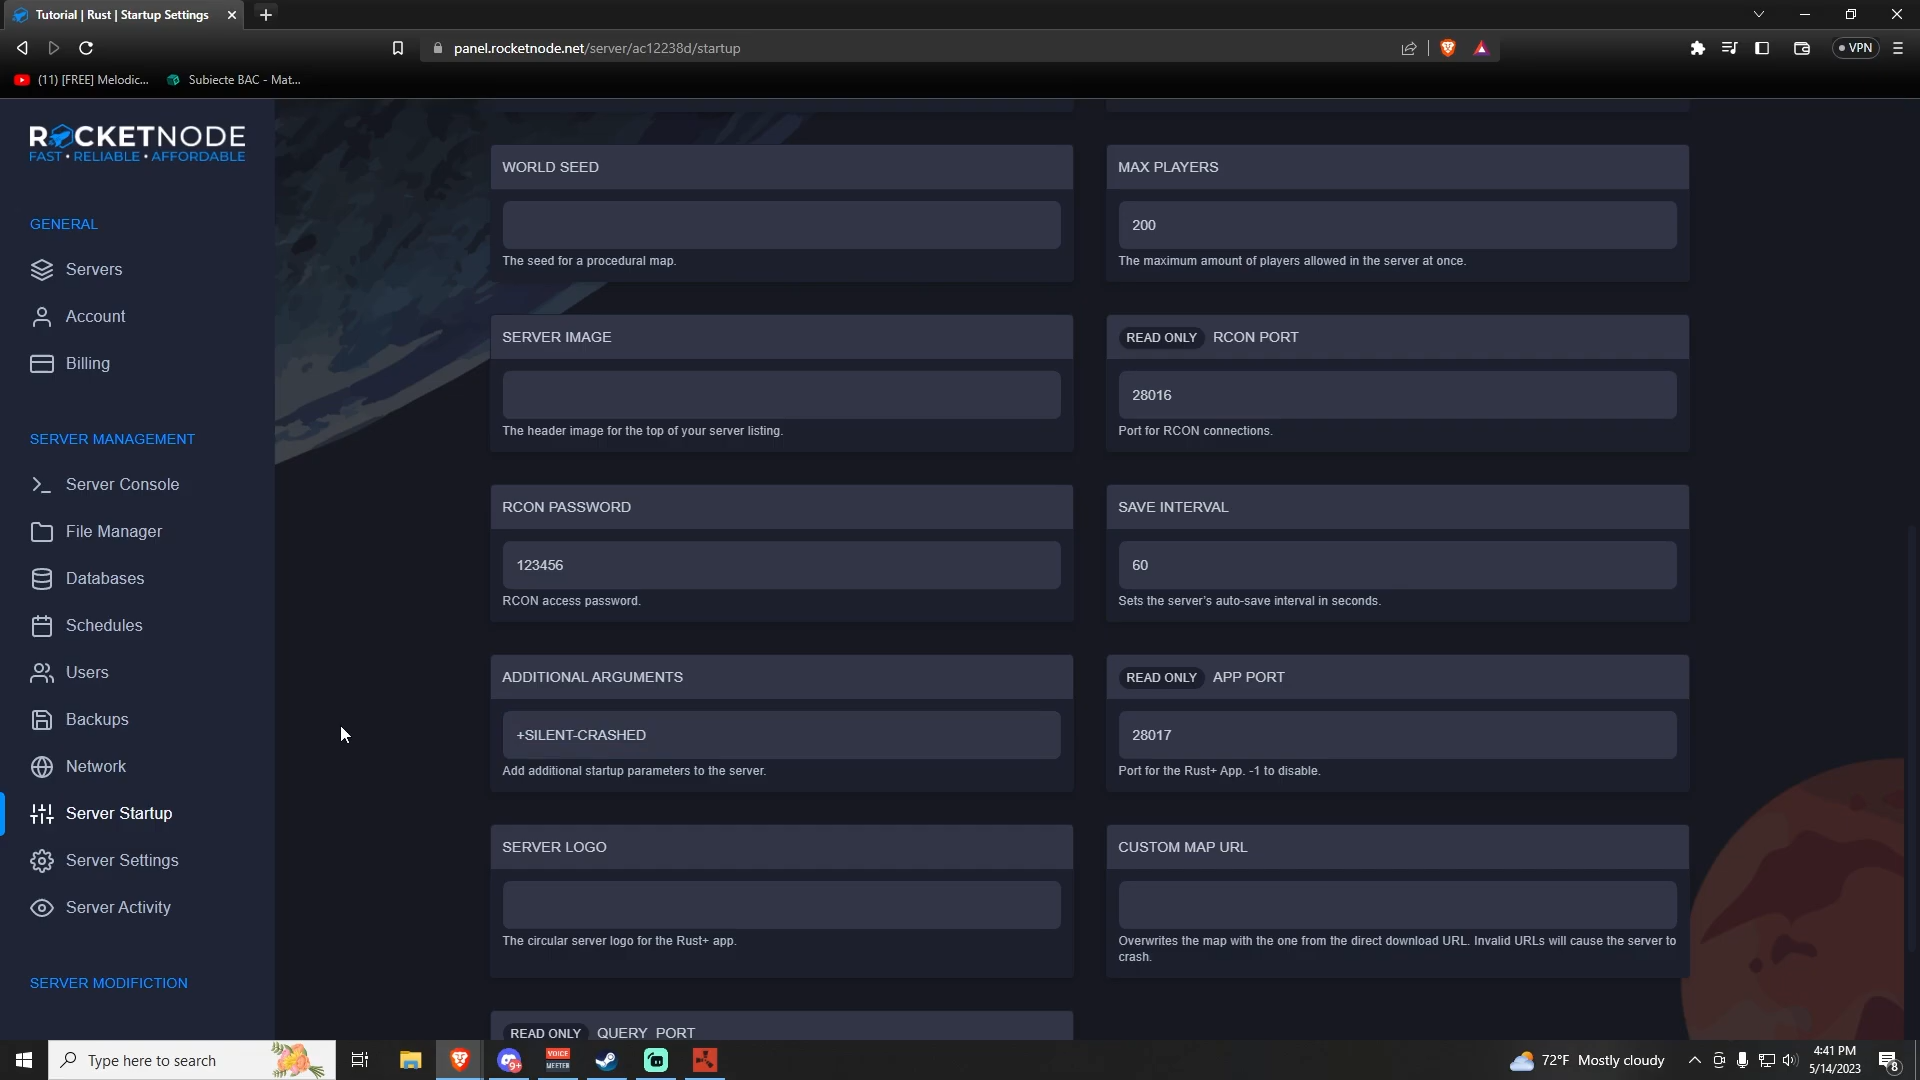 Tutorial | Rust | Startup Settings
panel.rocketnode.net/server/ac12238d/startup
VPN
(11) [FREE] Melodic...
Subiecte BAC - Mat...
ROCKETNODE
FAST • RELIABLE • AFFORDABLE
GENERAL
Servers
Account
Billing
SERVER MANAGEMENT
Server Console
File Manager
Databases
Schedules
Users
Backups
Network
Server Startup
Server Settings
Server Activity
SERVER MODIFICTION
WORLD SEED
The seed for a procedural map.
MAX PLAYERS
200
The maximum amount of players allowed in the server at once.
SERVER IMAGE
The header image for the top of your server listing.
READ ONLY RCON PORT
28016
Port for RCON connections.
RCON PASSWORD
123456
RCON access password.
SAVE INTERVAL
60
Sets the server's auto-save interval in seconds.
ADDITIONAL ARGUMENTS
+SILENT-CRASHED
Add additional startup parameters to the server.
READ ONLY APP PORT
28017
Port for the Rust+ App. -1 to disable.
SERVER LOGO
The circular server logo for the Rust+ app.
CUSTOM MAP URL
Overwrites the map with the one from the direct download URL. Invalid URLs will cause the server to
crash.
READ ONLY QUERY_PORT
Type here to search
9+
VOICE
MEETER
72°F Mostly cloudy
4:41 PM
5/14/2023
8